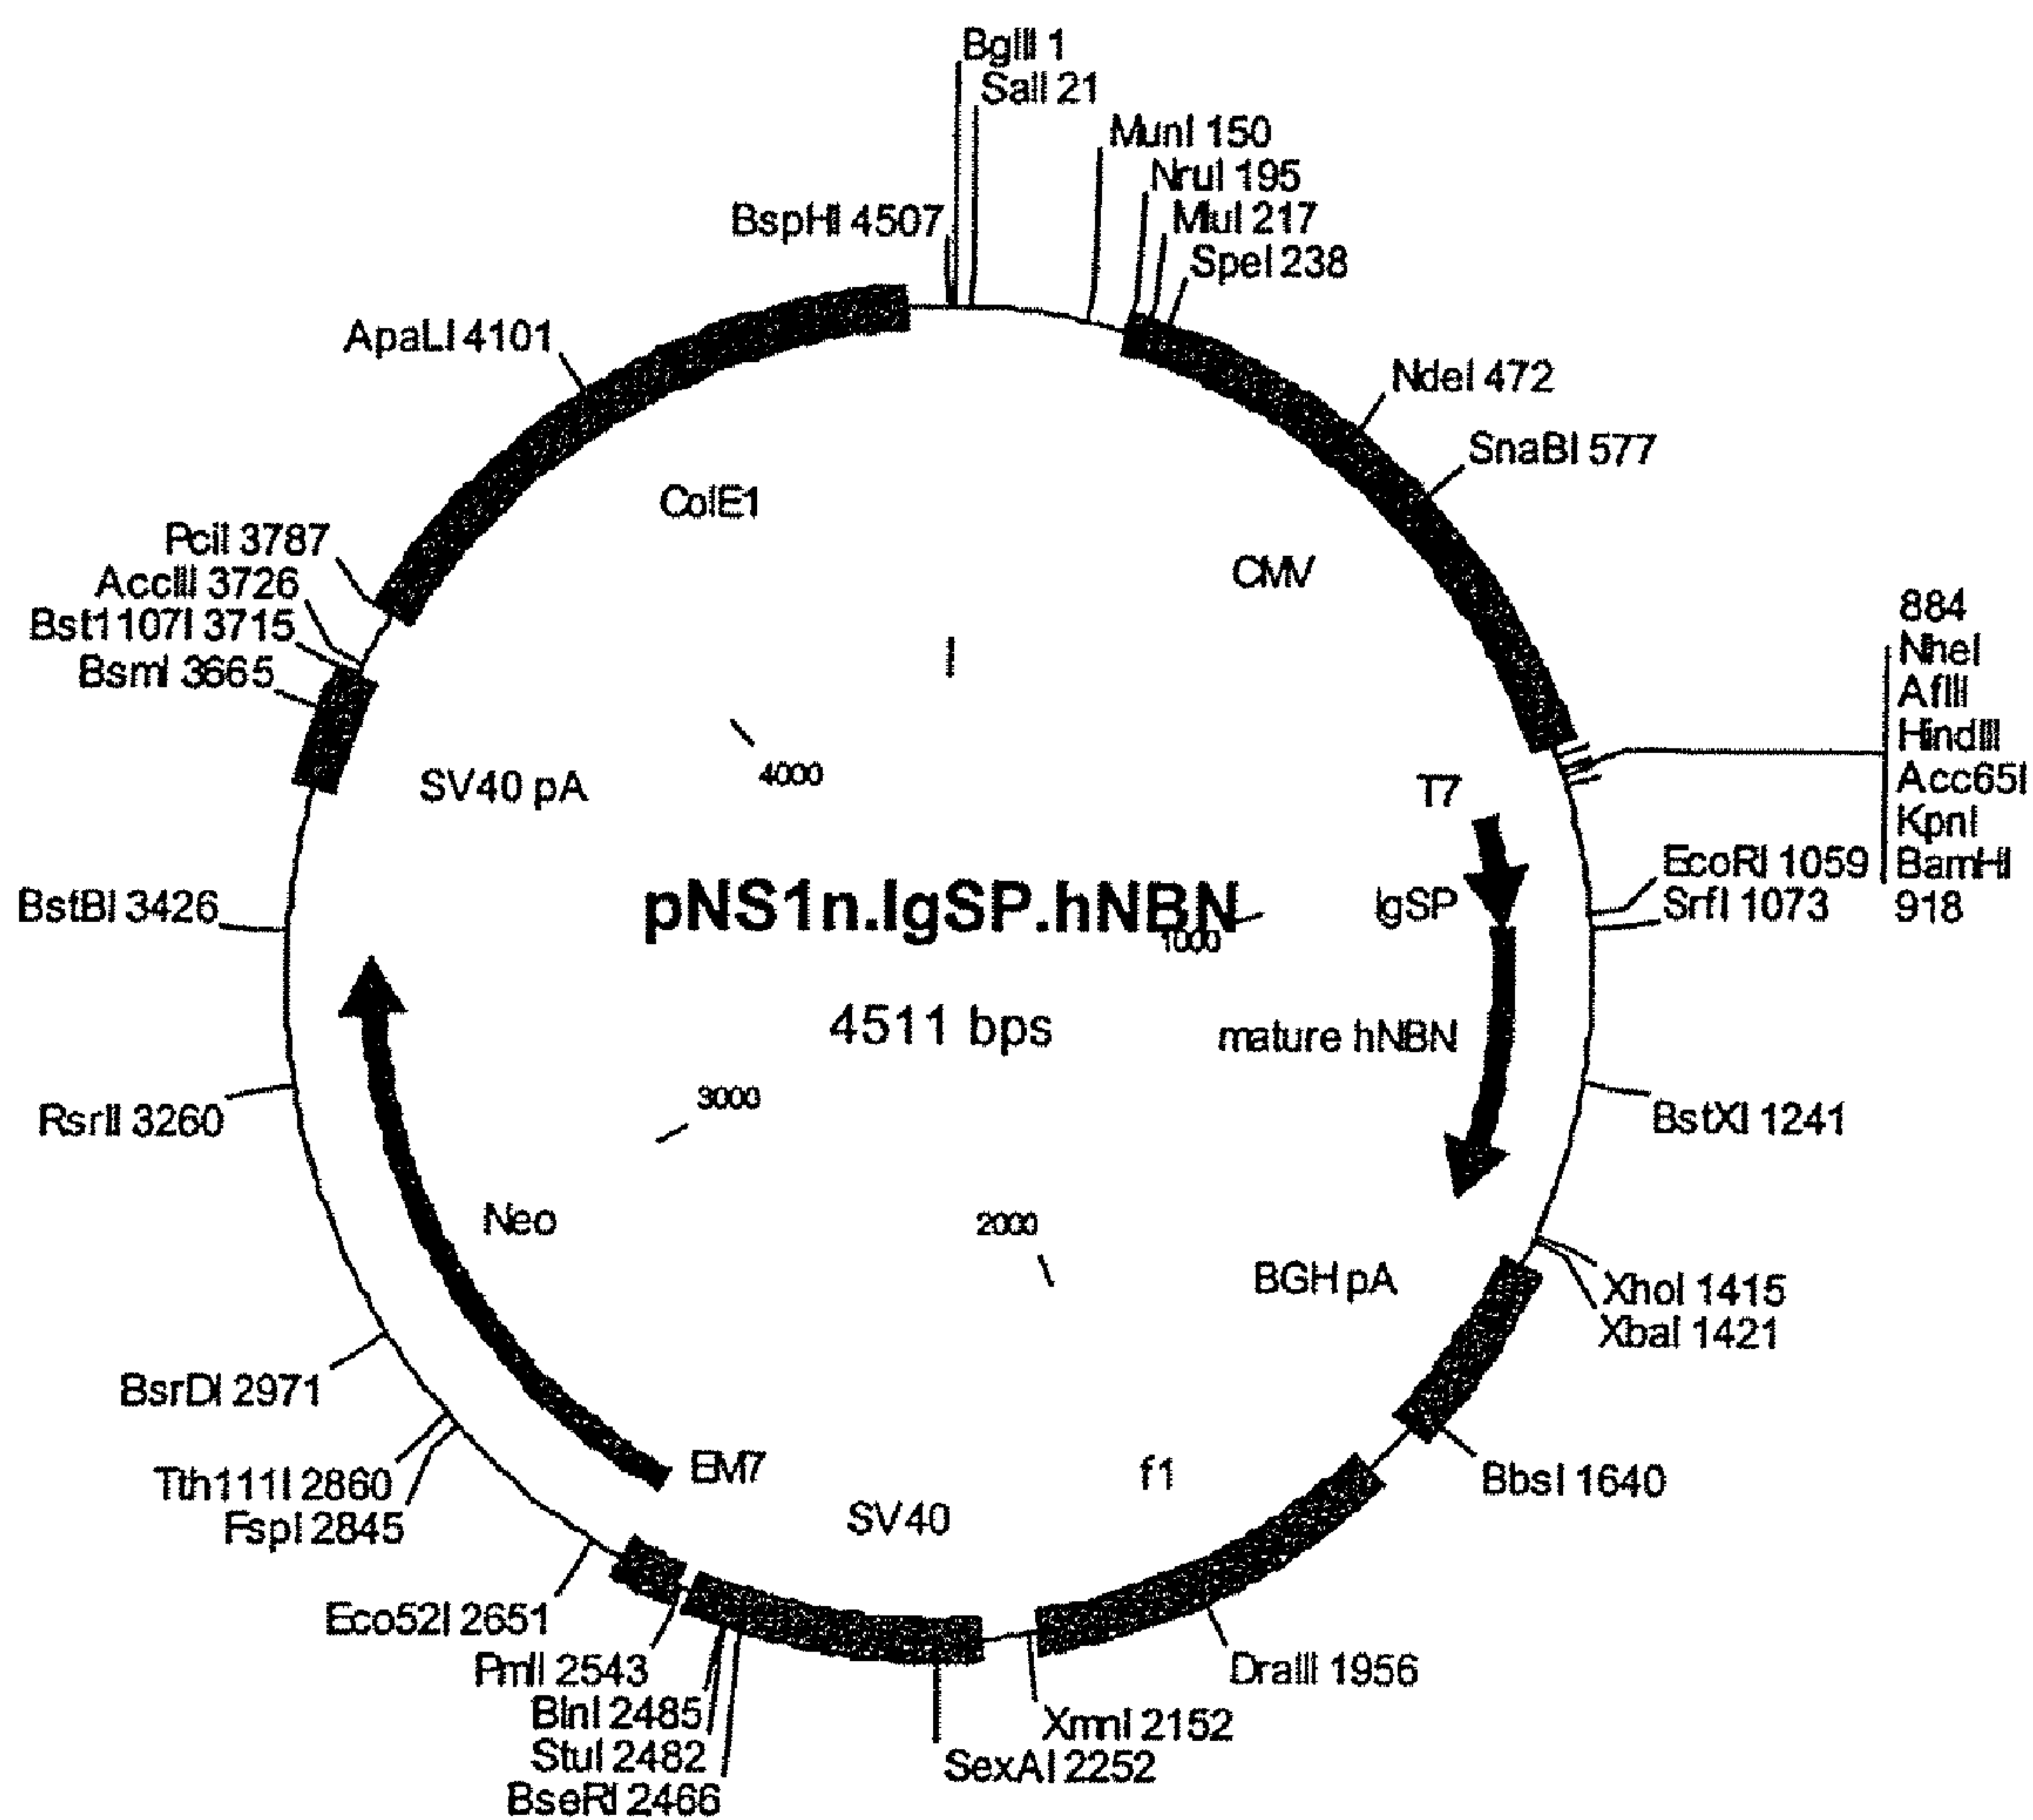 BglII 1
SalI 21
MunI 150
NruI 195
MluI 217
SpeI 238
BspHI 4507
ApaLI 4101
NdeI 472
SnaBI 577
ColE1
CMV
PciI 3787
AccIII 3726
Bst1107I 3715
BsmI 3665
884
NheI
AflII
HindIII
Acc65I
KpnI
BamHI
918
SV40 pA
4000
T7
EcoRI 1059
SrfI 1073
BstBI 3426
pNS1n.IgSP.hNBN
1000
IgSP
4511 bps
mature hNBN
3000
RsrII 3260
BstXI 1241
Neo
2000
BGH pA
XhoI 1415
XbaI 1421
BsrDI 2971
Tth111I 2860
FspI 2845
EM7
SV40
f1
BbsI 1640
Eco52I 2651
PmlI 2543
BlnI 2485
StuI 2482
BseRI 2466
DraIII 1956
XmnI 2152
SexAI 2252